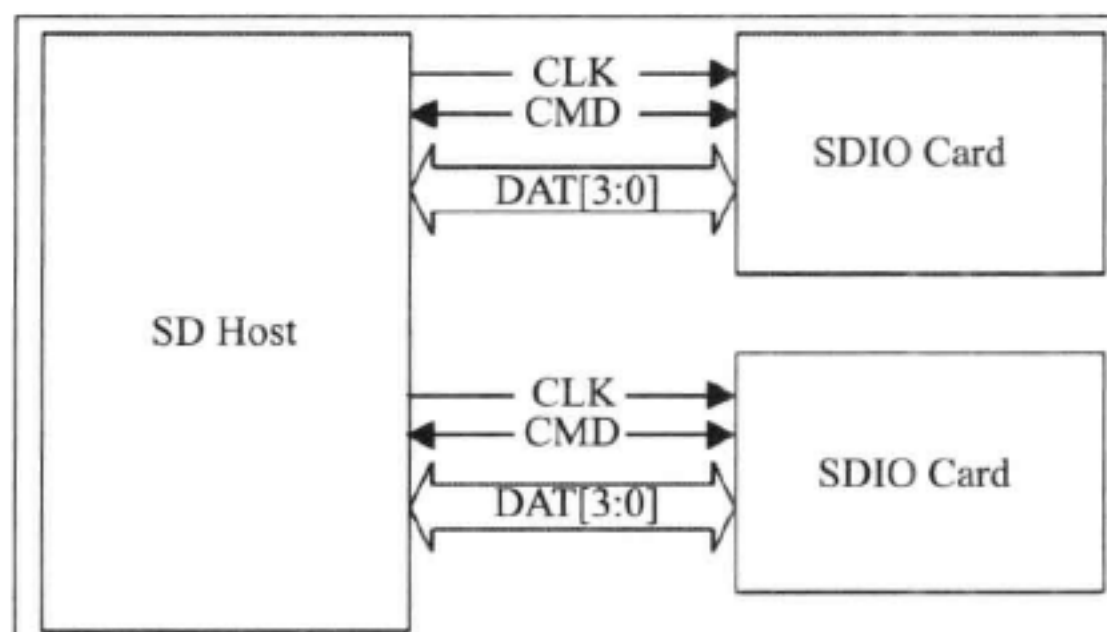 CLK
CMD
SDIO Card
DAT[3:0]
SD Host
CLK
CMD
SDIO Card
DAT[3:0]